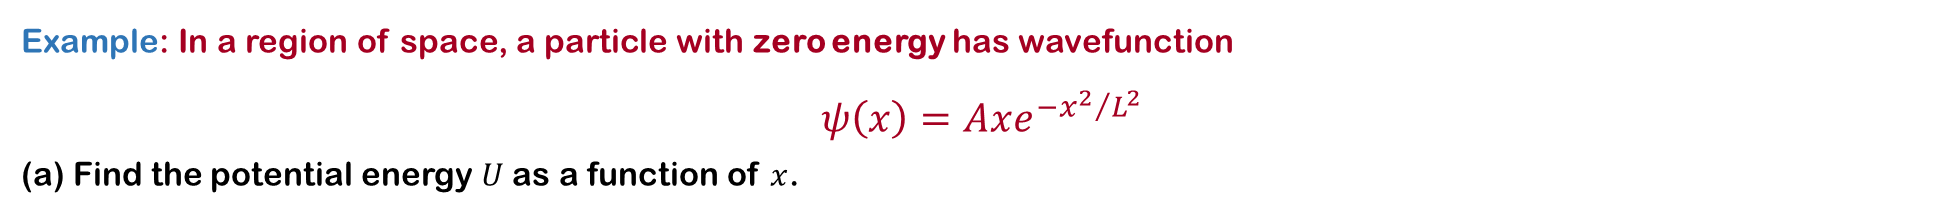 Example: In a region of space, a particle with zero energy has wavefunction
ψ(x) = Axe^{−x²/L²}
(a) Find the potential energy U as a function of x.